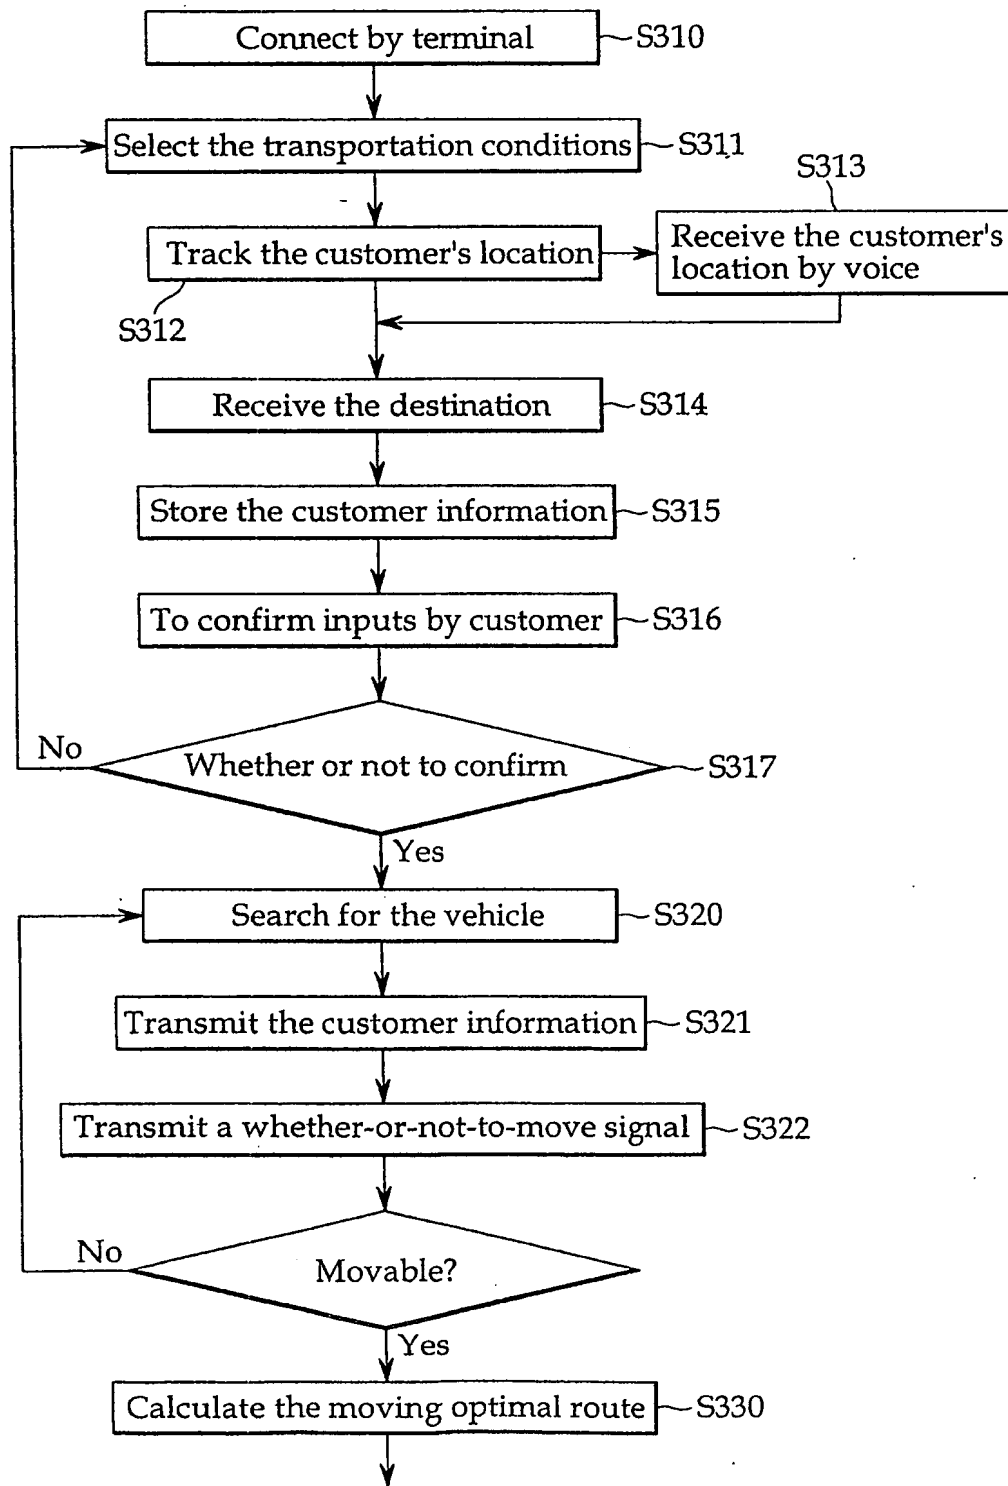 Connect by terminal
S310
Select the transportation conditions
S311
S313
Track the customer's location
Receive the customer's
location by voice
S312
Receive the destination
S314
Store the customer information
S315
To confirm inputs by customer
S316
No
Whether or not to confirm
S317
Yes
Search for the vehicle
S320
Transmit the customer information
S321
Transmit a whether-or-not-to-move signal
S322
No
Movable?
Yes
Calculate the moving optimal route
S330